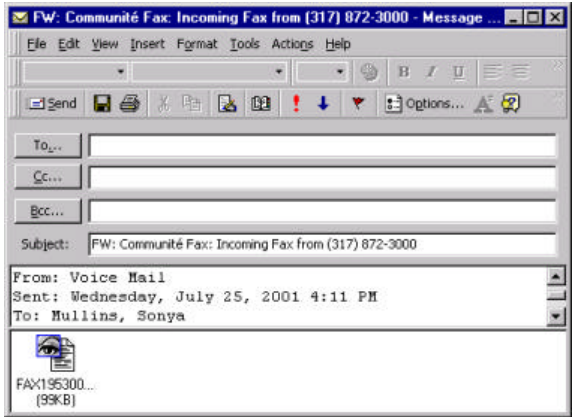 FW: Communité Fax: Incoming Fax from (317) 872-3000 - Message ...
File Edit View Insert Format Tools Actions Help
B I U
Send Options... A
To...
Cc...
Bcc...
Subject: FW: Communité Fax: Incoming Fax from (317) 872-3000
From: Voice Mail
Sent: Wednesday, July 25, 2001 4:11 PM
To: Mullins, Sonya
FAX195300...
(99KB)